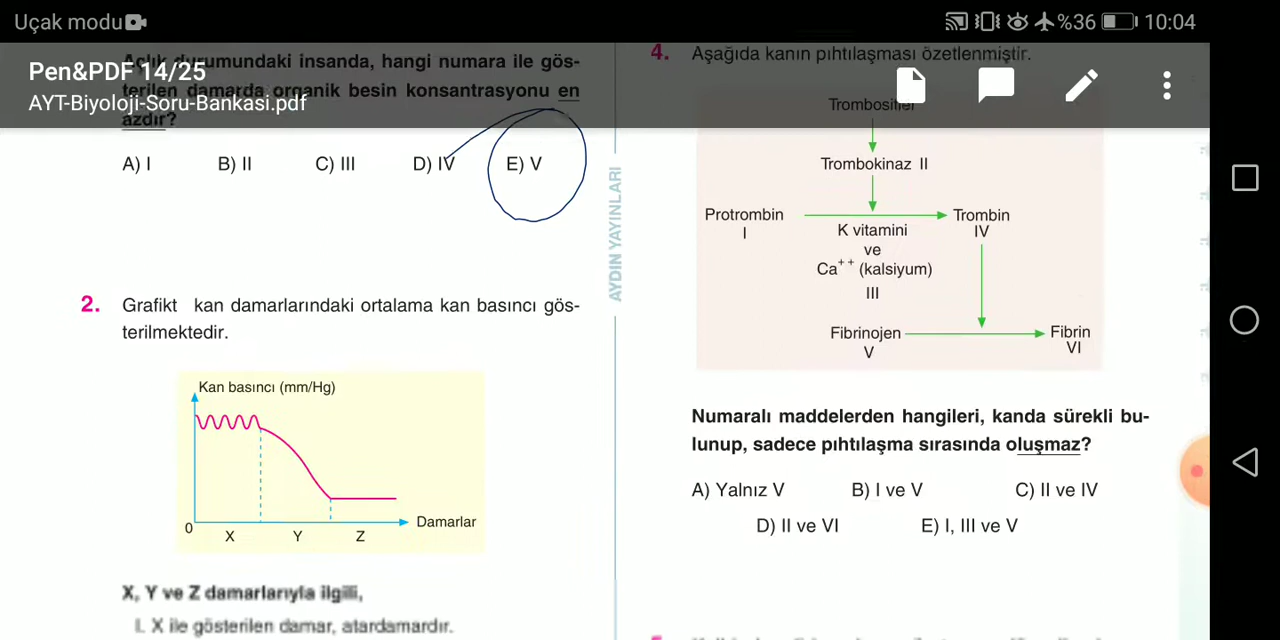 Uçak modu
%36
10:04
Pen&PDF 14/25
AYT-Biyoloji-Soru-Bankasi.pdf
Açlık durumundaki insanda, hangi numara ile gös-
terilen damarda organik besin konsantrasyonu en
azdır?
A) I B) II C) III D) IV E) V
2. Grafikt kan damarlarındaki ortalama kan basıncı gös-
terilmektedir.
Kan basıncı (mm/Hg)
0
X Y Z
Damarlar
X, Y ve Z damarlarıyla ilgili,
I. X ile gösterilen damar, atardamardır.
AYDIN YAYINLARI
4. Aşağıda kanın pıhtılaşması özetlenmiştir.
Trombositler
Trombokinaz II
Protrombin
I
Trombin
IV
K vitamini
ve
Ca++ (kalsiyum)
III
Fibrinojen
V
Fibrin
VI
Numaralı maddelerden hangileri, kanda sürekli bu-
lunup, sadece pıhtılaşma sırasında oluşmaz?
A) Yalnız V B) I ve V C) II ve IV
D) II ve VI E) I, III ve V